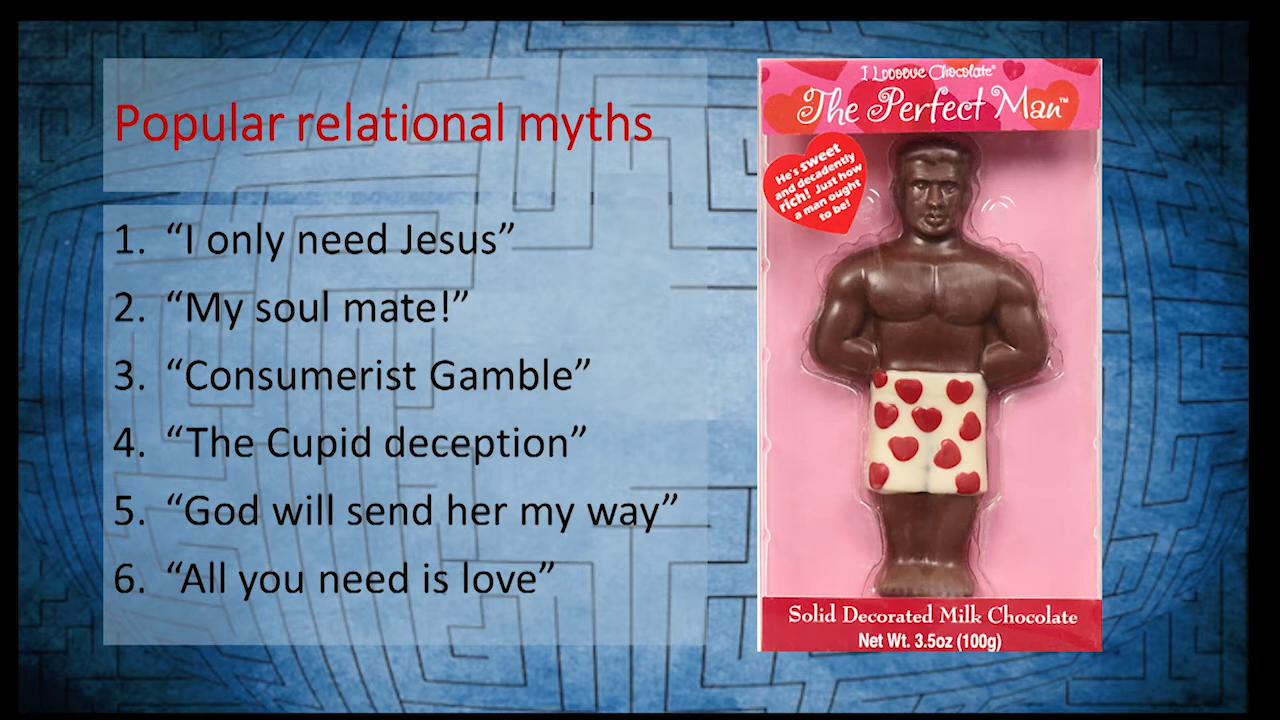 Popular relational myths
1. “I only need Jesus”
2. “My soul mate!”
3. “Consumerist Gamble”
4. “The Cupid deception”
5. “God will send her my way”
6. “All you need is love”
I Loooove Chocolate®
The Perfect Man™
He's sweet
and decadently
rich! Just how
a man ought
to be!
Solid Decorated Milk Chocolate
Net Wt. 3.5oz (100g)